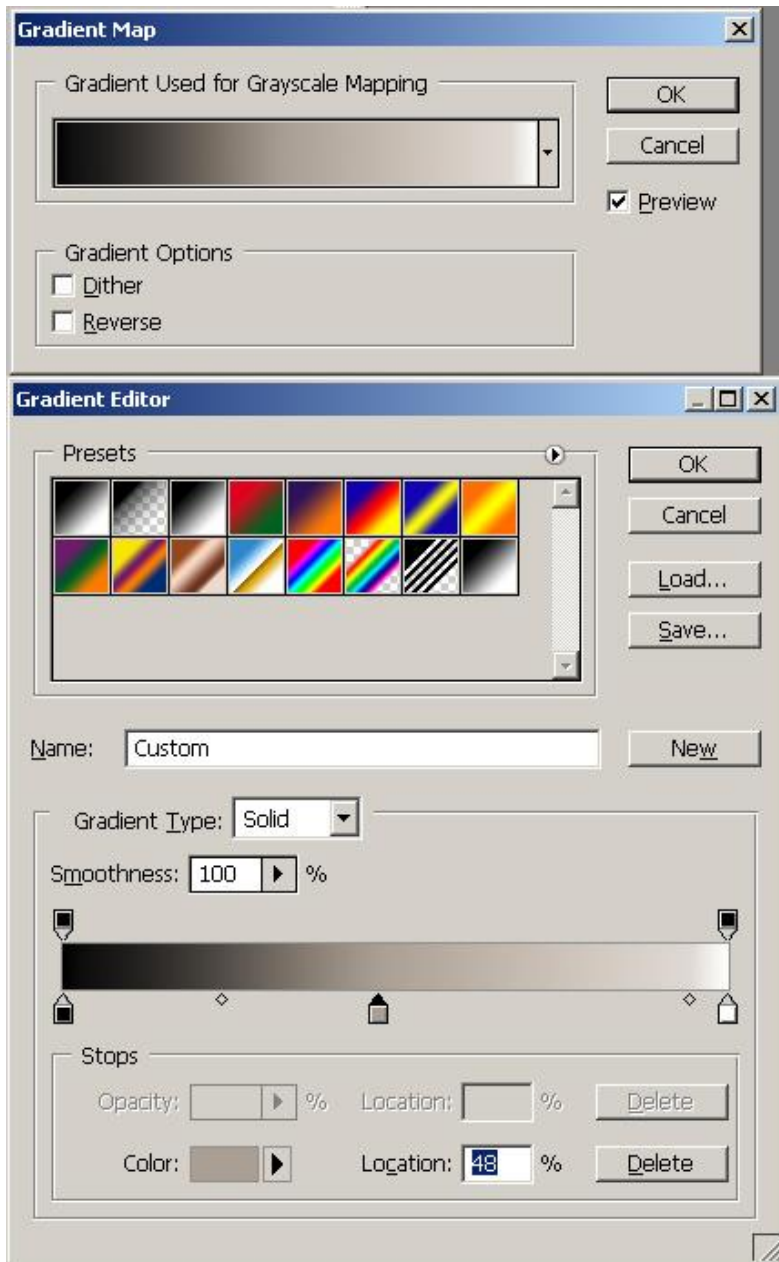 Gradient Map
Gradient Used for Grayscale Mapping
OK
Cancel
Preview
Gradient Options
Dither
Reverse
Gradient Editor
Presets
OK
Cancel
Load...
Save...
Name: Custom New
Gradient Type: Solid
Smoothness: 100 %
Stops
Opacity: % Location: % Delete
Color: Location: 48 % Delete